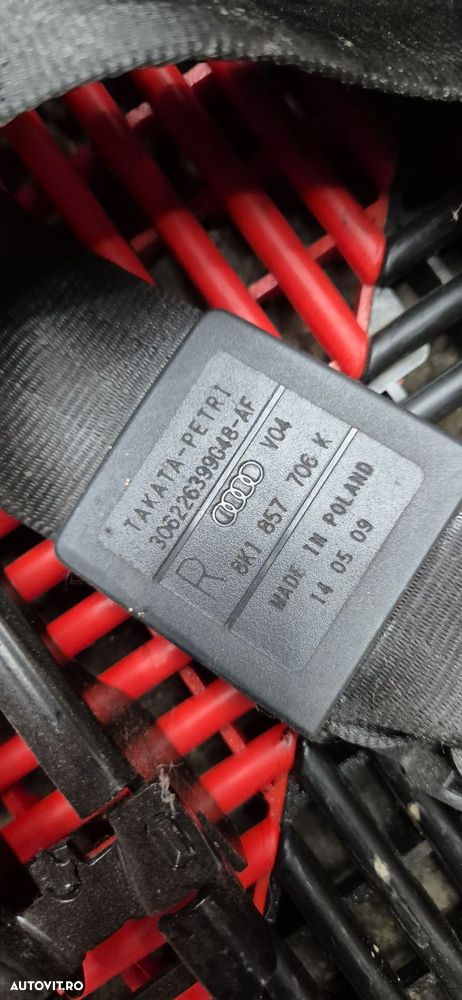 TAKATA-PETRI
306226399G48-AF
V04
R 8K1 857 706 K
MADE IN POLAND
14 05 09
AUTOVIT.RO